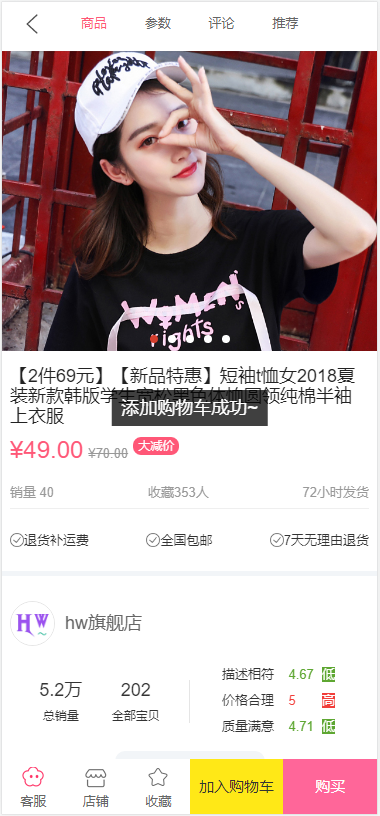 商品 参数 评论 推荐
WOMEN's
rights
【2件69元】【新品特惠】短袖t恤女2018夏
装新款韩版学生宽松黑色体恤圆领纯棉半袖
上衣服
添加购物车成功~
¥49.00 ¥70.00 大减价
销量 40 收藏353人 72小时发货
退货补运费 全国包邮 7天无理由退货
HW hw旗舰店
5.2万 202
总销量 全部宝贝
描述相符 4.67 低
价格合理 5 高
质量满意 4.71 低
客服 店铺 收藏 加入购物车 购买